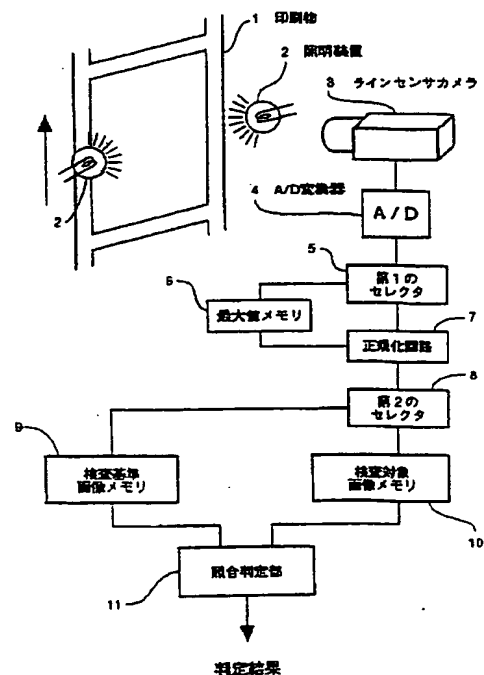 1 印刷物
2 照明装置
3 ラインセンサカメラ
4 A/D変換器
A/D
2
5
第1の
セレクタ
6
最大値メモリ
7
正規化回路
8
第2の
セレクタ
9
検査基準
画像メモリ
検査対象
画像メモリ
10
照合判定部
11
判定結果